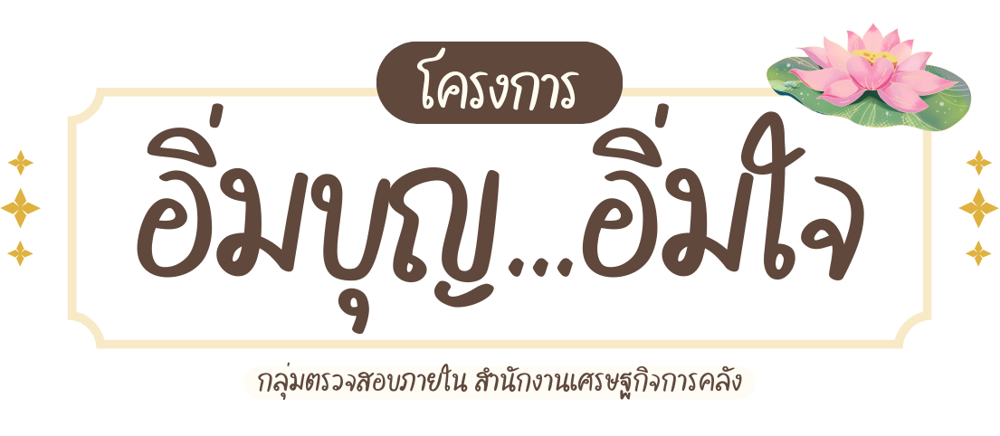 โครงการ
อิ่มบุญ...อิ่มใจ
กลุ่มตรวจสอบภายใน สำนักงานเศรษฐกิจการคลัง